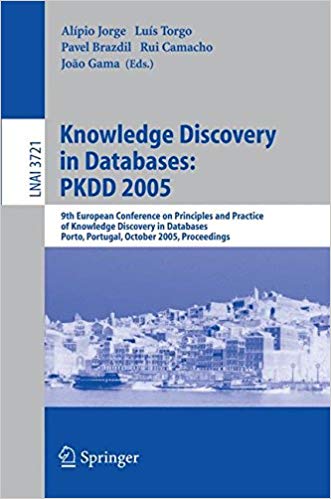 Alípio Jorge Luís Torgo
Pavel Brazdil Rui Camacho
João Gama (Eds.)
LNAI 3721
Knowledge Discovery
in Databases:
PKDD 2005
9th European Conference on Principles and Practice
of Knowledge Discovery in Databases
Porto, Portugal, October 2005, Proceedings
Springer